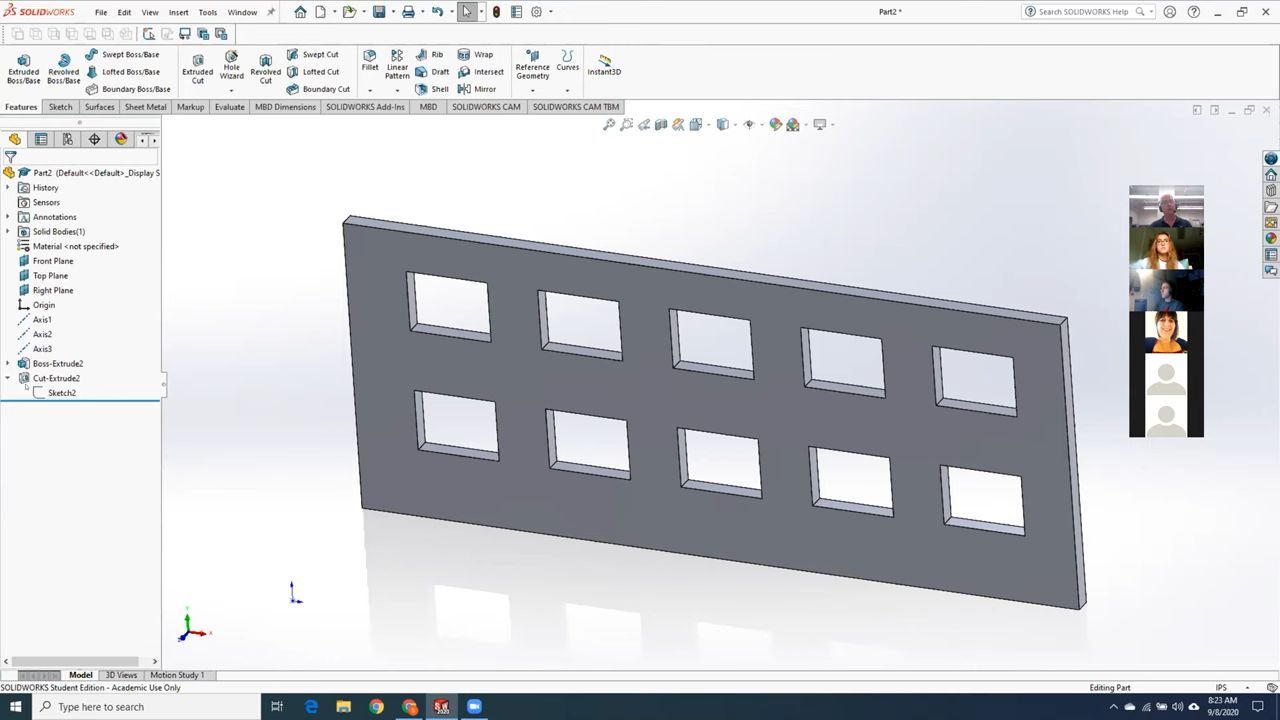 SOLIDWORKS
File
Edit
View
Insert
Tools
Window
Part2 *
Search SOLIDWORKS Help
Extruded Boss/Base
Revolved Boss/Base
Swept Boss/Base
Lofted Boss/Base
Boundary Boss/Base
Extruded Cut
Hole Wizard
Revolved Cut
Swept Cut
Lofted Cut
Boundary Cut
Fillet
Linear Pattern
Rib
Draft
Shell
Wrap
Intersect
Mirror
Reference Geometry
Curves
Instant3D
Features
Sketch
Surfaces
Sheet Metal
Markup
Evaluate
MBD Dimensions
SOLIDWORKS Add-Ins
MBD
SOLIDWORKS CAM
SOLIDWORKS CAM TBM
Part2 (Default<<Default>_Display S
History
Sensors
Annotations
Solid Bodies(1)
Material <not specified>
Front Plane
Top Plane
Right Plane
Origin
Axis1
Axis2
Axis3
Boss-Extrude2
Cut-Extrude2
Sketch2
Y
X
Z
Model
3D Views
Motion Study 1
SOLIDWORKS Student Edition - Academic Use Only
Editing Part
IPS
Type here to search
8:23 AM
9/8/2020